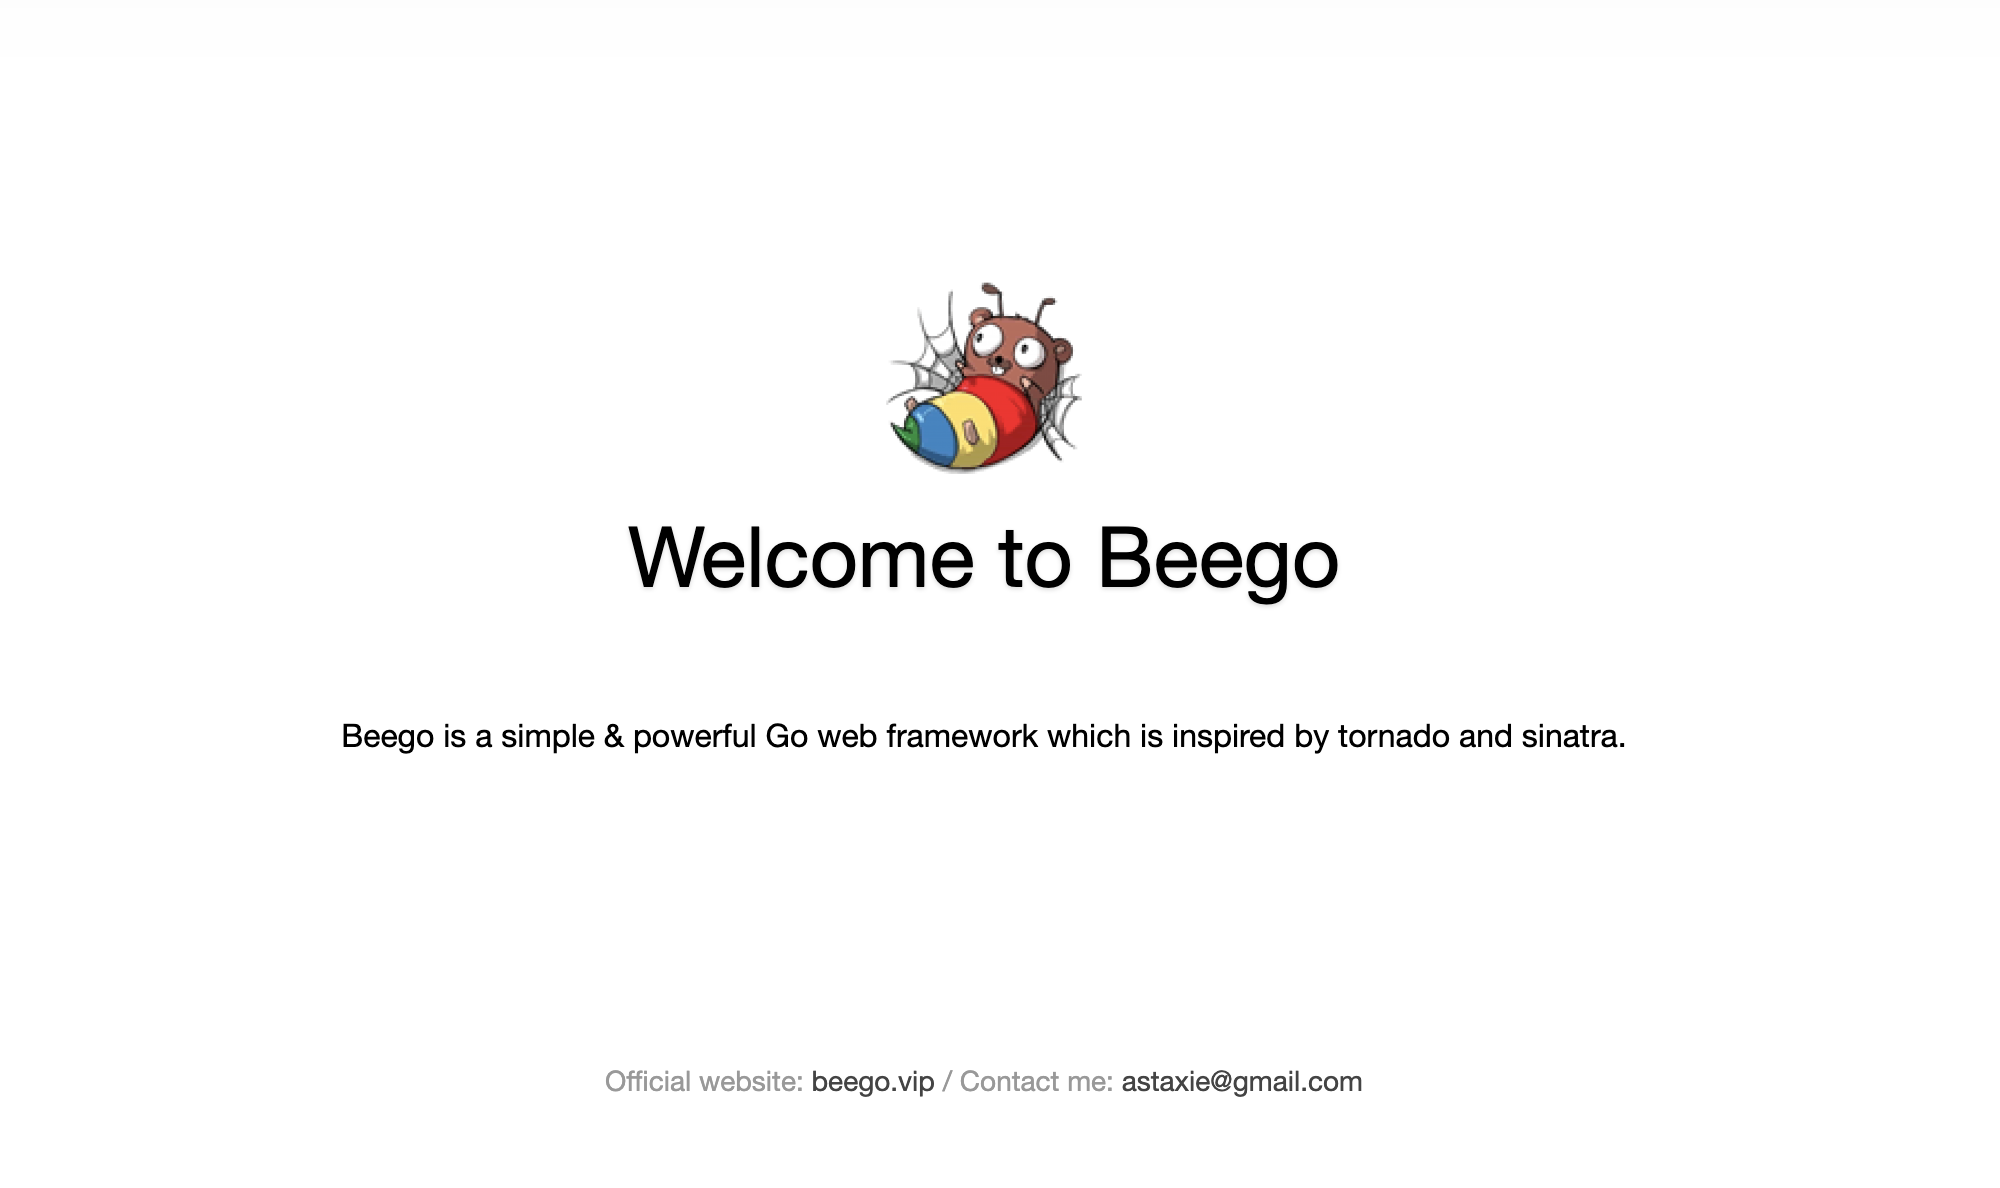 Welcome to Beego
Beego is a simple & powerful Go web framework which is inspired by tornado and sinatra.
Official website: beego.vip / Contact me: astaxie@gmail.com